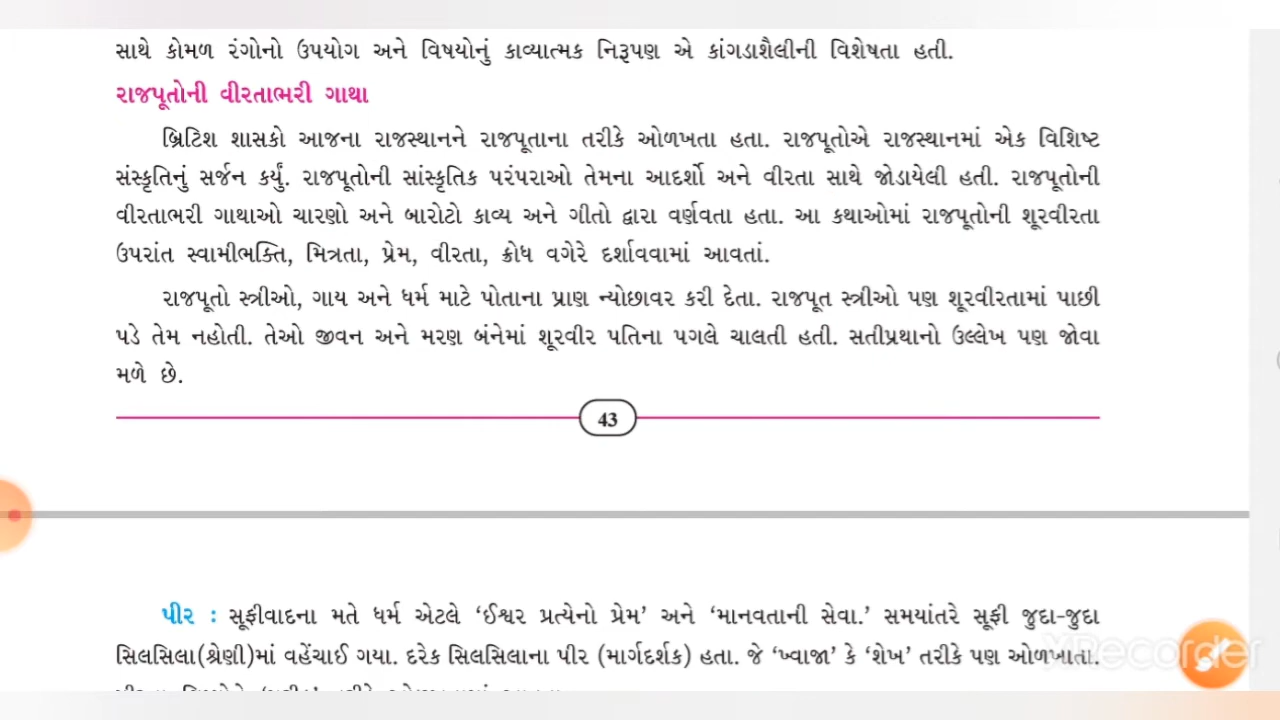 સાથે કોમળ રંગોનો ઉપયોગ અને વિષયોનું કાવ્યાત્મક નિરૂપણ એ કાંગડાશૈલીની વિશેષતા હતી.
રાજપૂતોની વીરતાભરી ગાથા
બ્રિટિશ શાસકો આજના રાજસ્થાનને રાજપૂતાના તરીકે ઓળખતા હતા. રાજપૂતોએ રાજસ્થાનમાં એક વિશિષ્ટ
સંસ્કૃતિનું સર્જન કર્યું. રાજપૂતોની સાંસ્કૃતિક પરંપરાઓ તેમના આદર્શો અને વીરતા સાથે જોડાયેલી હતી. રાજપૂતોની
વીરતાભરી ગાથાઓ ચારણો અને બારોટો કાવ્ય અને ગીતો દ્વારા વર્ણવતા હતા. આ કથાઓમાં રાજપૂતોની શૂરવીરતા
ઉપરાંત સ્વામીભક્તિ, મિત્રતા, પ્રેમ, વીરતા, ક્રોધ વગેરે દર્શાવવામાં આવતાં.
રાજપૂતો સ્ત્રીઓ, ગાય અને ધર્મ માટે પોતાના પ્રાણ ન્યોછાવર કરી દેતા. રાજપૂત સ્ત્રીઓ પણ શૂરવીરતામાં પાછી
પડે તેમ નહોતી. તેઓ જીવન અને મરણ બંનેમાં શૂરવીર પતિના પગલે ચાલતી હતી. સતીપ્રથાનો ઉલ્લેખ પણ જોવા
મળે છે.
43
પીર : સૂફીવાદના મતે ધર્મ એટલે ‘ઈશ્વર પ્રત્યેનો પ્રેમ’ અને ‘માનવતાની સેવા.’ સમયાંતરે સૂફી જુદા-જુદા
સિલસિલા(શ્રેણી)માં વહેંચાઈ ગયા. દરેક સિલસિલાના પીર (માર્ગદર્શક) હતા. જે ‘ખ્વાજા’ કે ‘શેખ’ તરીકે પણ ઓળખાતા.
XRecorder